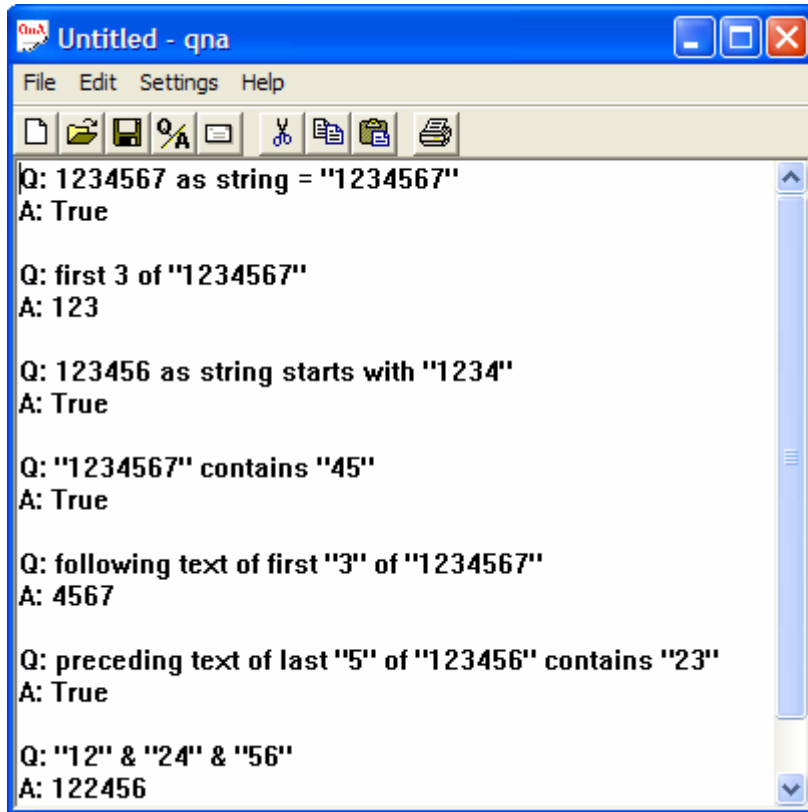 QnA Untitled - qna
File Edit Settings Help
Q/A
Q: 1234567 as string = "1234567"
A: True
Q: first 3 of "1234567"
A: 123
Q: 123456 as string starts with "1234"
A: True
Q: "1234567" contains "45"
A: True
Q: following text of first "3" of "1234567"
A: 4567
Q: preceding text of last "5" of "123456" contains "23"
A: True
Q: "12" & "24" & "56"
A: 122456